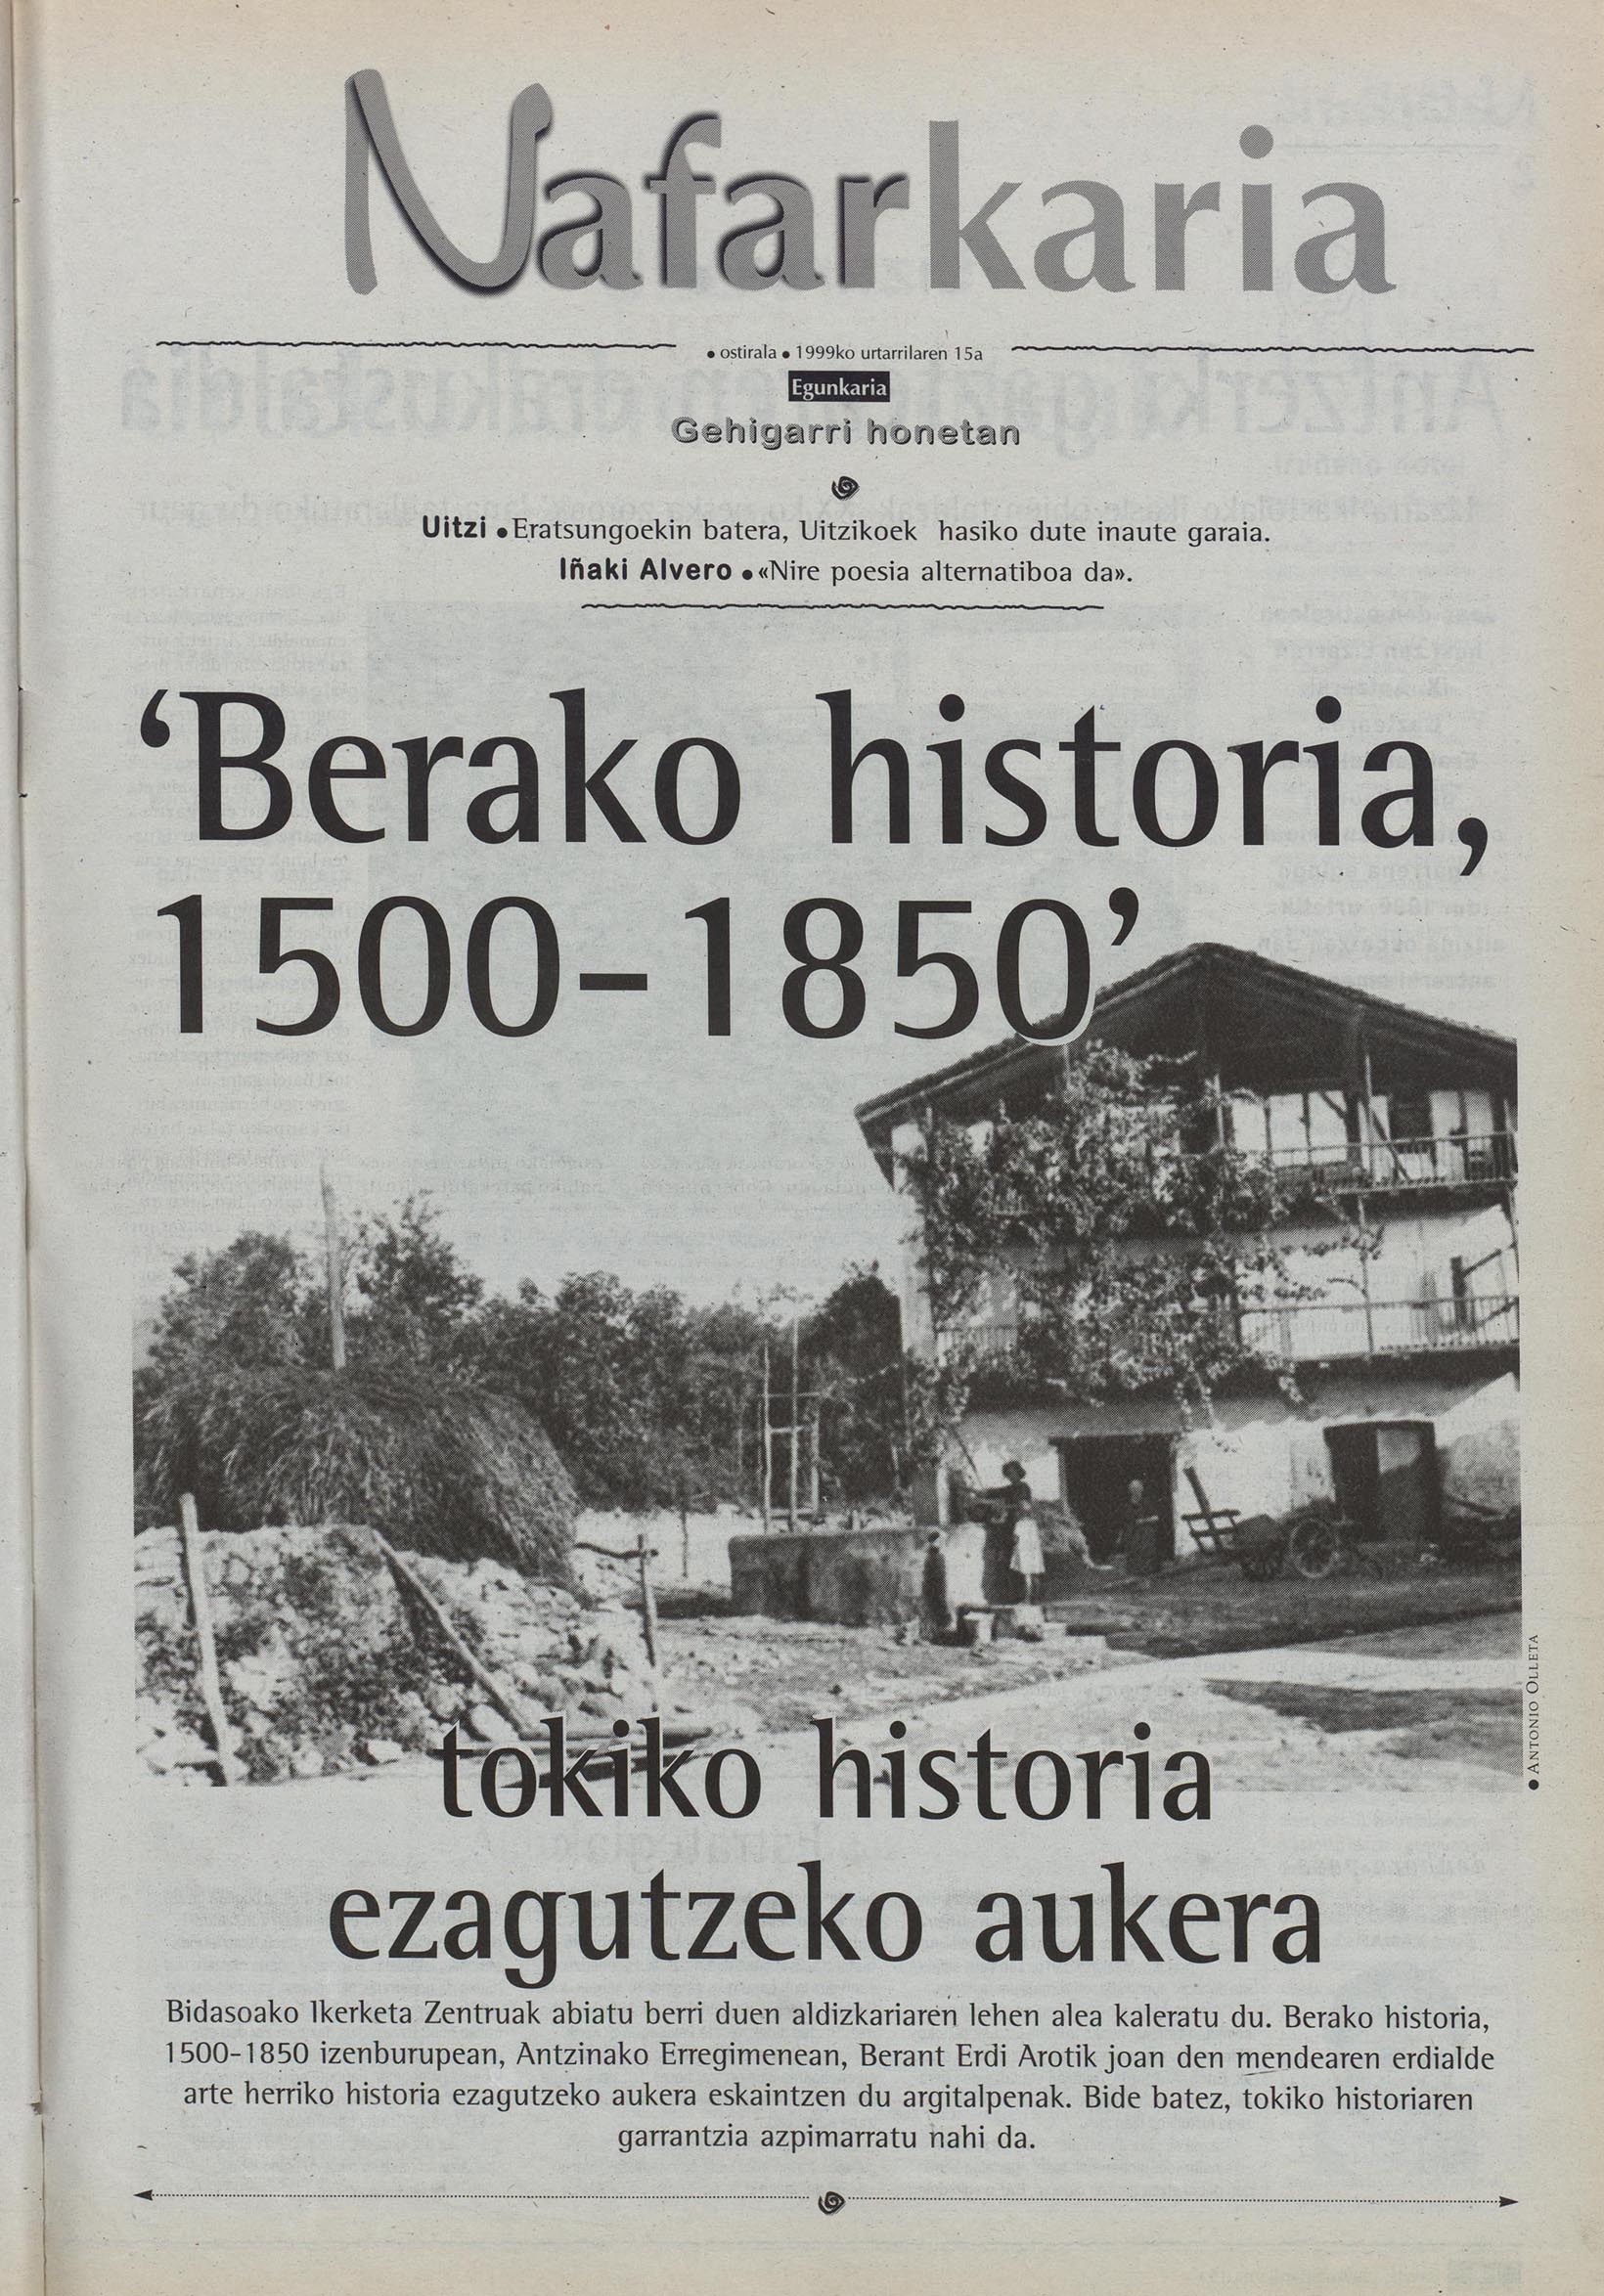 Nafarkaria
• ostirala • 1999ko urtarrilaren 15a
Egunkaria
Gehigarri honetan
Uitzi • Eratsungoekin batera, Uitzikoek hasiko dute inaute garaia.
Iñaki Alvero • «Nire poesia alternatiboa da».
‘Berako historia,
1500-1850’
• ANTONIO OLLETA
tokiko historia
ezagutzeko aukera
Bidasoako Ikerketa Zentruak abiatu berri duen aldizkariaren lehen alea kaleratu du. Berako historia,
1500-1850 izenburupean, Antzinako Erregimenean, Berant Erdi Arotik joan den mendearen erdialde
arte herriko historia ezagutzeko aukera eskaintzen du argitalpenak. Bide batez, tokiko historiaren
garrantzia azpimarratu nahi da.